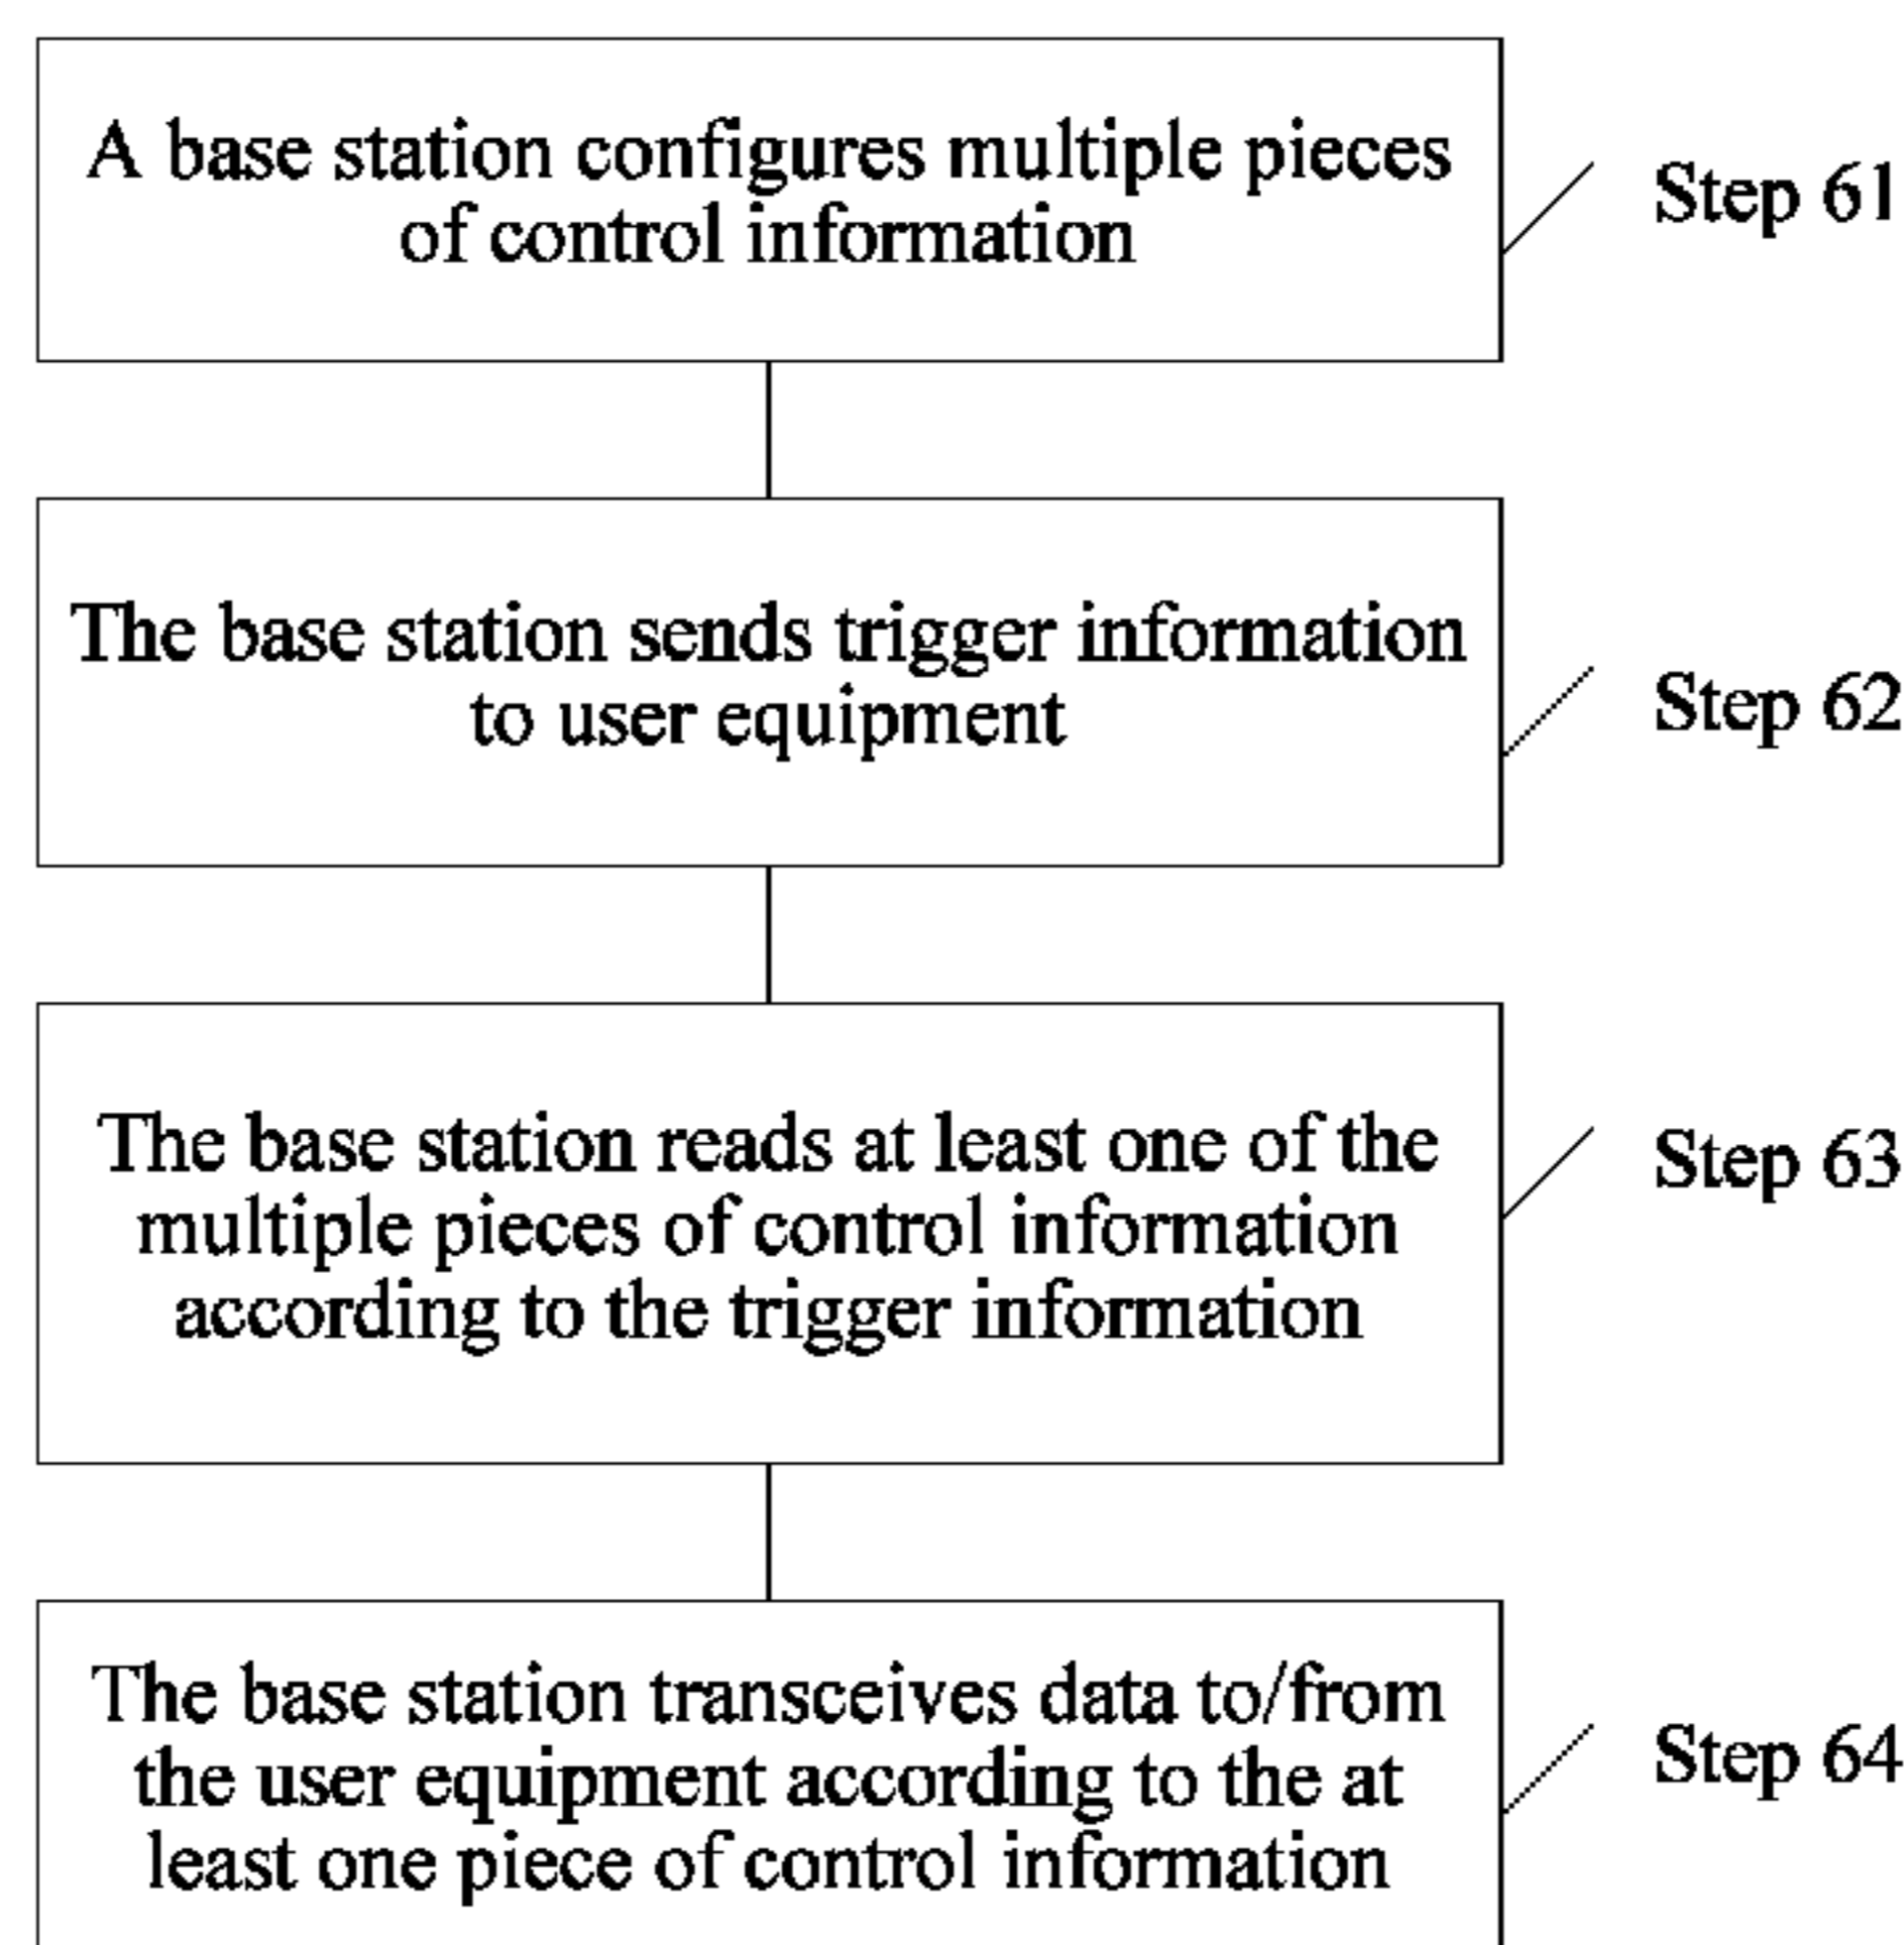 A base station configures multiple pieces
of control information
Step 61
The base station sends trigger information
to user equipment
Step 62
The base station reads at least one of the
multiple pieces of control information
according to the trigger information
Step 63
The base station transceives data to/from
the user equipment according to the at
least one piece of control information
Step 64